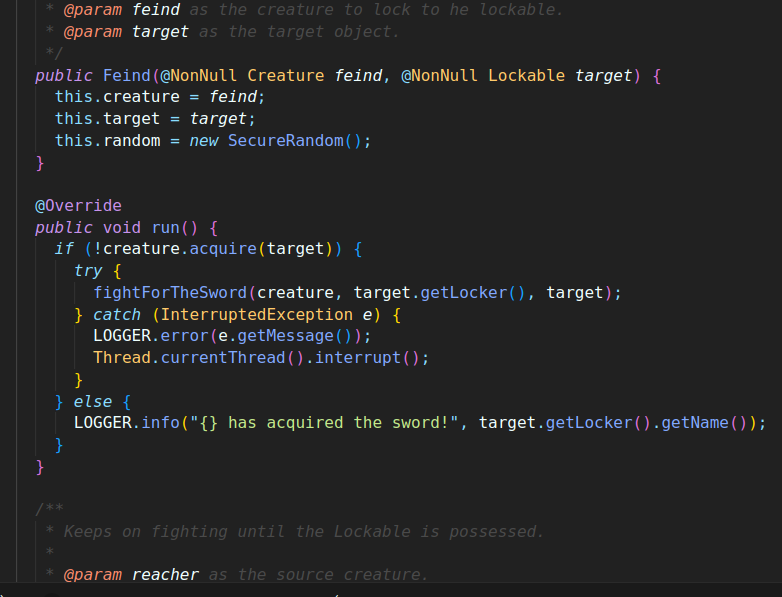 * @param feind as the creature to lock to he lockable.
* @param target as the target object.
*/
public Feind(@NonNull Creature feind, @NonNull Lockable target) {
this.creature = feind;
this.target = target;
this.random = new SecureRandom();
}
@Override
public void run() {
if (!creature.acquire(target)) {
try {
fightForTheSword(creature, target.getLocker(), target);
} catch (InterruptedException e) {
LOGGER.error(e.getMessage());
Thread.currentThread().interrupt();
}
} else {
LOGGER.info("{} has acquired the sword!", target.getLocker().getName());
}
}
/**
* Keeps on fighting until the Lockable is possessed.
*
* @param reacher as the source creature.